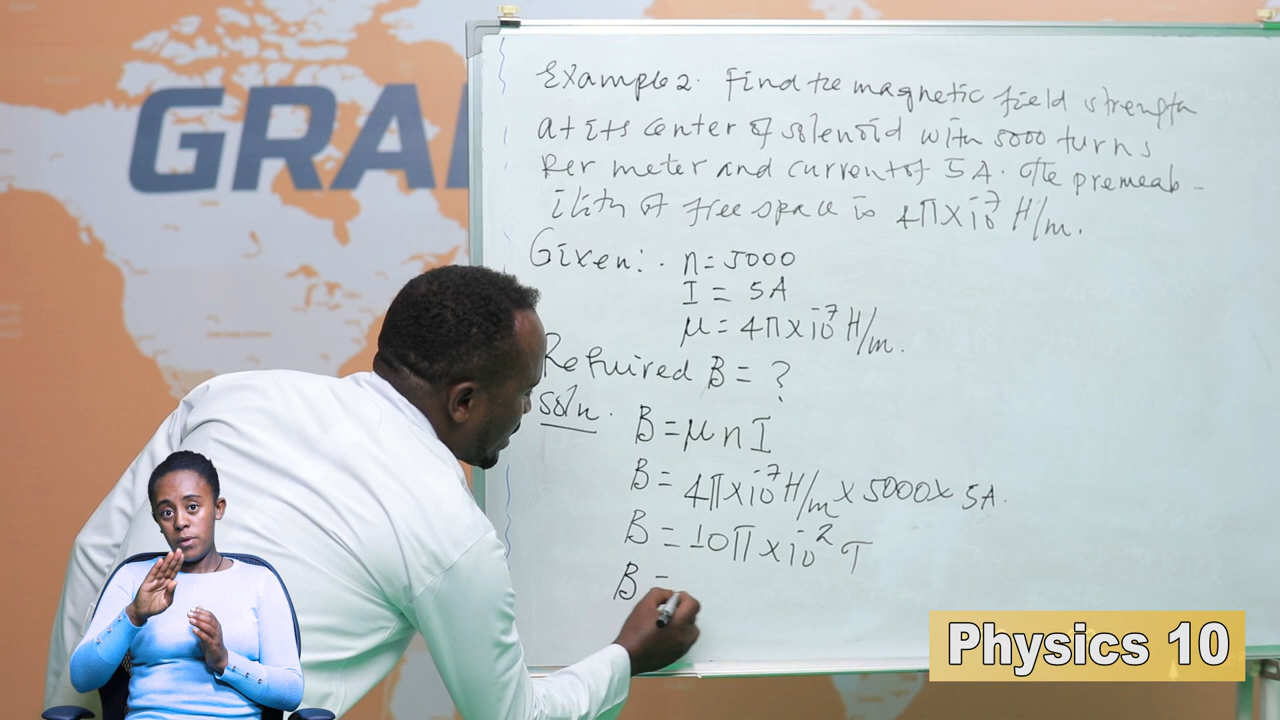 GRA
Example 2. Find the magnetic field strength
at its center of solenoid with 5000 turns
Per meter and current of 5A. The premeab-
ility of free space is 4π×10⁻⁷ H/m.
Given: n = 5000
I = 5A
μ = 4π×10⁻⁷ H/m.
Required B = ?
Soln. B = μnI
B = 4π×10⁻⁷ H/m × 5000 × 5A.
B = 10π×10⁻² T
B =
Physics 10